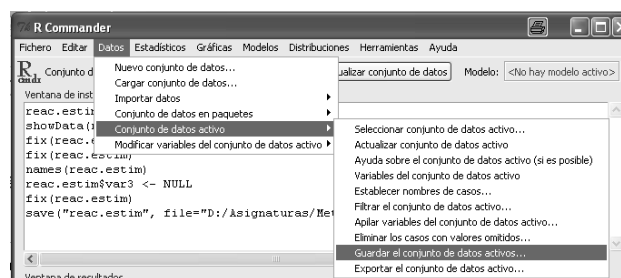 R Commander
Fichero Editar Datos Estadísticos Gráficas Modelos Distribuciones Herramientas Ayuda
R cmdr Conjunto d
ualizar conjunto de datos Modelo: <No hay modelo activo>
Nuevo conjunto de datos...
Cargar conjunto de datos...
Importar datos
Conjunto de datos en paquetes
Conjunto de datos activo
Modificar variables del conjunto de datos activo
Ventana de inst
reac.estim
showData(r
fix(reac.e
fix(reac.estim)
names(reac.estim)
reac.estim$var3 <- NULL
fix(reac.estim)
save("reac.estim", file="D:/Asignaturas/Met
Seleccionar conjunto de datos activo...
Actualizar conjunto de datos activo
Ayuda sobre el conjunto de datos activo (si es posible)
Variables del conjunto de datos activo
Establecer nombres de casos...
Filtrar el conjunto de datos activo...
Apilar variables del conjunto de datos activo...
Eliminar los casos con valores omitidos...
Guardar el conjunto de datos activos...
Exportar el conjunto de datos activo...
Ventana de resultados